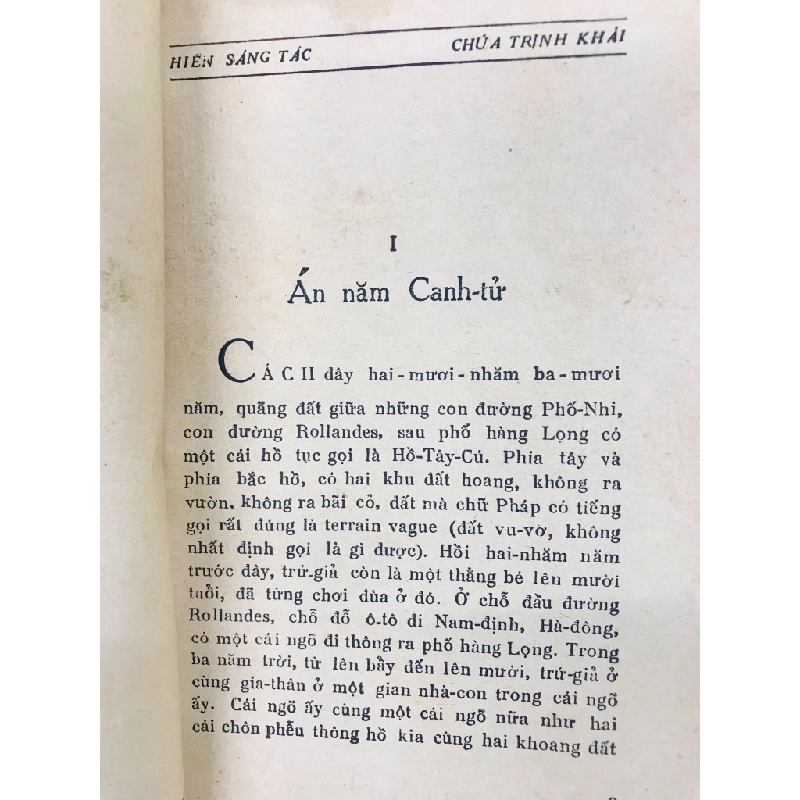 HIÊN SÁNG TÁC CHÚA TRỊNH KHẢI
I
Án năm Canh-tử
CÁCH dây hai-mươi-nhăm ba-mươi
năm, quãng đất giữa những con đường Phố-Nhi,
con dường Rollandes, sau phố hàng Lọng có
một cái hồ tục gọi là Hồ-Tây-Cú. Phía tây và
phía bắc hồ, có hai khu đất hoang, không ra
vườn, không ra bãi cỏ, đất mà chữ Pháp có tiếng
gọi rất dúng là terrain vague (đất vu-vờ, không
nhất định gọi là gì dược). Hồi hai-nhăm năm
trước đây, trứ-giả còn là một thằng bé lên mười
tuổi, đã từng chơi dùa ở đó. Ở chỗ đầu đường
Rollandes, chỗ đỗ ô-tô di Nam-định, Hà-đông,
có một cái ngõ đi thông ra phố hàng Lọng. Trong
ba năm trời, từ lên bẩy đến lên mười, trứ-giả ở
cùng gia-thân ở một gian nhà-con trong cái ngõ
ấy. Cái ngõ ấy cùng một cái ngõ nữa như hai
cái chôn phễu thông hồ kia cùng hai khoang đất